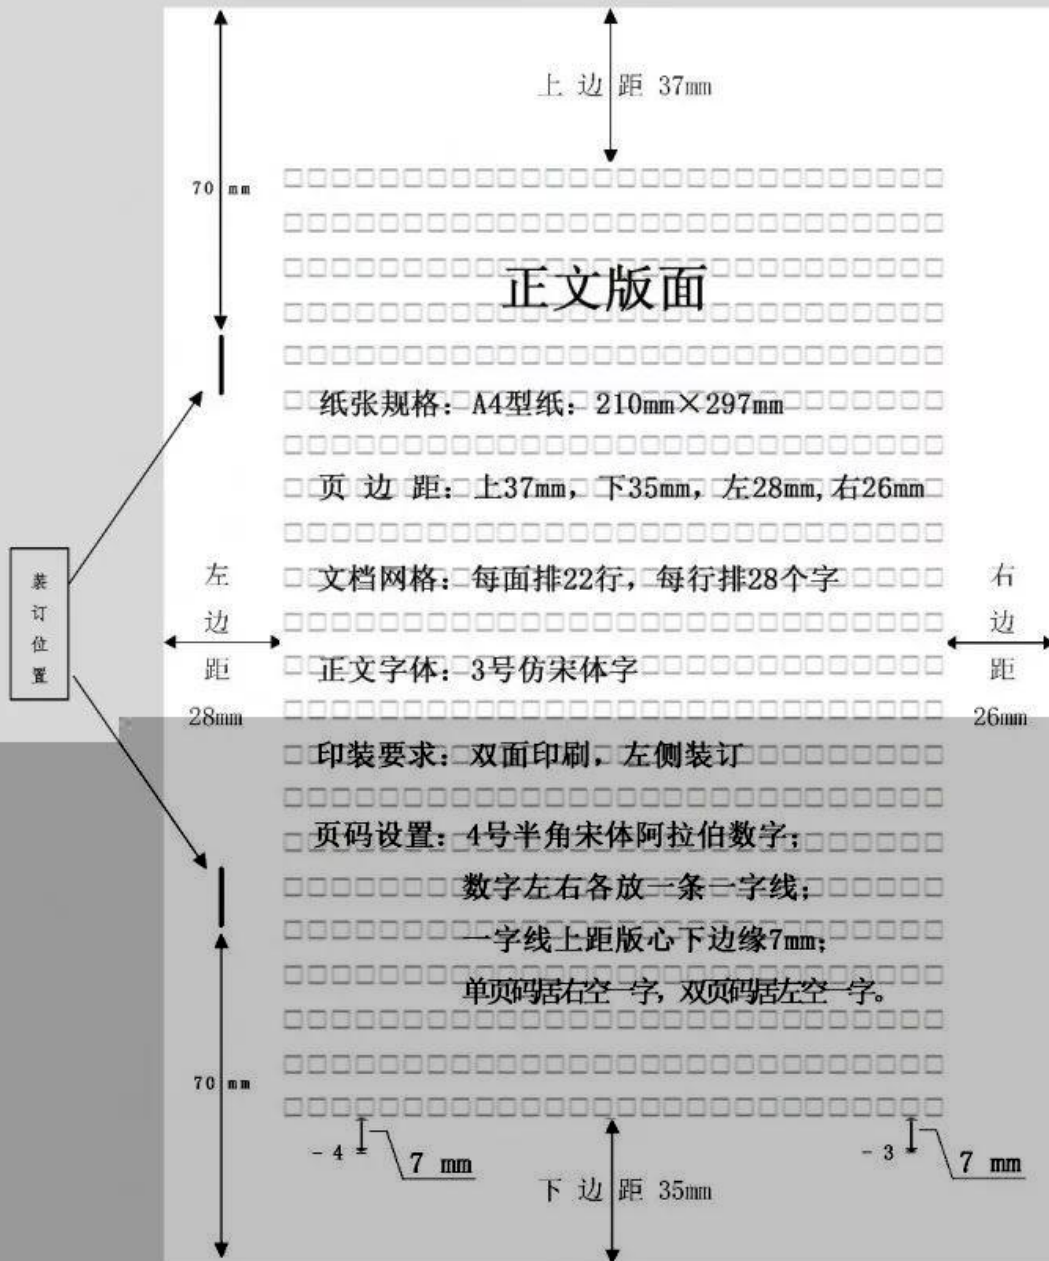 上 边 距 37mm
70 mm
正文版面
纸张规格：A4型纸：210mm×297mm
页 边 距：上37mm，下35mm，左28mm,右26mm
文档网格：每面排22行，每行排28个字
装订位置
左边距
28mm
右边距
26mm
正文字体：3号仿宋体字
印装要求：双面印刷，左侧装订
页码设置：4号半角宋体阿拉伯数字；
数字左右各放一条一字线；
一字线上距版心下边缘7mm；
单页码居右空一字，双页码居左空一字。
70 mm
- 4 -
7 mm
- 3 -
7 mm
下 边 距 35mm